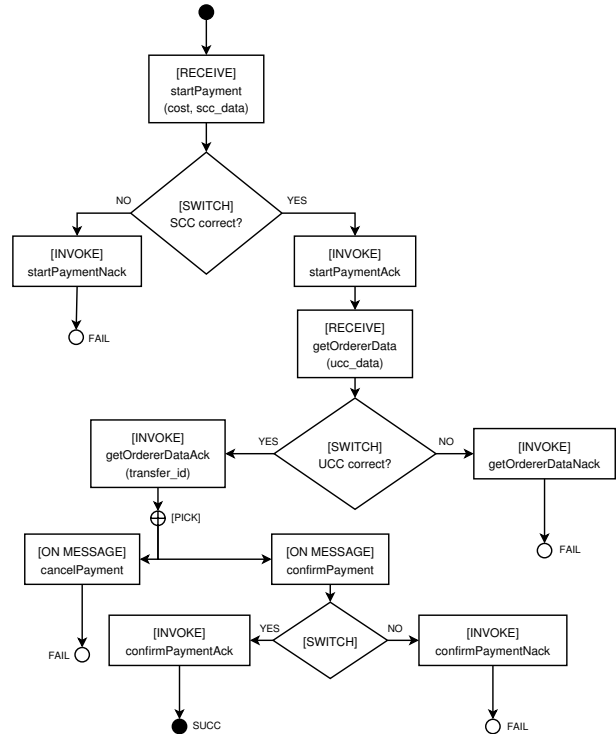 [RECEIVE]
startPayment
(cost, scc_data)
NO
[SWITCH]
SCC correct?
YES
[INVOKE]
startPaymentNack
[INVOKE]
startPaymentAck
FAIL
[RECEIVE]
getOrdererData
(ucc_data)
[INVOKE]
getOrdererDataAck
(transfer_id)
YES
[SWITCH]
UCC correct?
NO
[INVOKE]
getOrdererDataNack
[PICK]
FAIL
[ON MESSAGE]
cancelPayment
[ON MESSAGE]
confirmPayment
[INVOKE]
confirmPaymentAck
YES
[SWITCH]
NO
[INVOKE]
confirmPaymentNack
FAIL
SUCC
FAIL